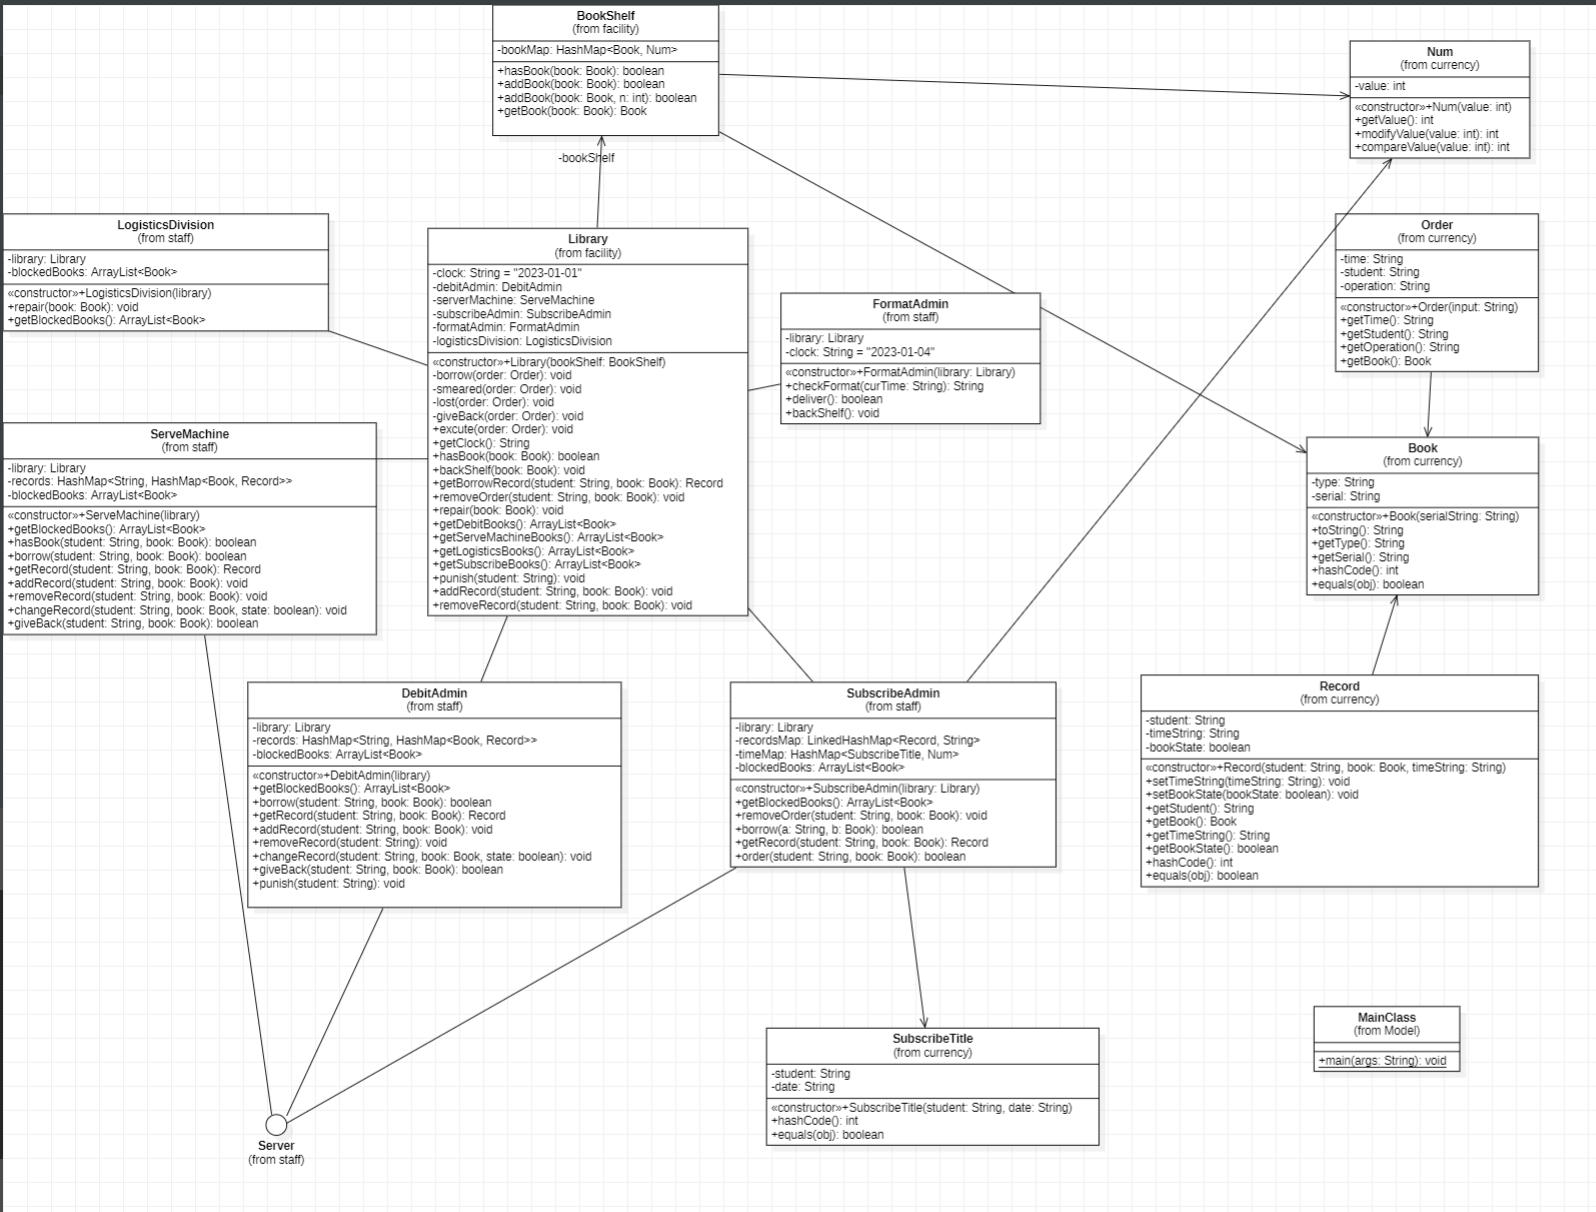 BookShelf
(from facility)
-bookMap: HashMap<Book, Num>
+hasBook(book: Book): boolean
+addBook(book: Book): boolean
+addBook(book: Book, n: int): boolean
+getBook(book: Book): Book
-bookShelf
Num
(from currency)
-value: int
«constructor»+Num(value: int)
+getValue(): int
+modifyValue(value: int): int
+compareValue(value: int): int
LogisticsDivision
(from staff)
-library: Library
-blockedBooks: ArrayList<Book>
«constructor»+LogisticsDivision(library)
+repair(book: Book): void
+getBlockedBooks(): ArrayList<Book>
Library
(from facility)
-clock: String = "2023-01-01"
-debitAdmin: DebitAdmin
-serverMachine: ServeMachine
-subscribeAdmin: SubscribeAdmin
-formatAdmin: FormatAdmin
-logisticsDivision: LogisticsDivision
«constructor»+Library(bookShelf: BookShelf)
-borrow(order: Order): void
-smeared(order: Order): void
-lost(order: Order): void
-giveBack(order: Order): void
+excute(order: Order): void
+getClock(): String
+hasBook(book: Book): boolean
+backShelf(book: Book): void
+getBorrowRecord(student: String, book: Book): Record
+removeOrder(student: String, book: Book): void
+repair(book: Book): void
+getDebitBooks(): ArrayList<Book>
+getServeMachineBooks(): ArrayList<Book>
+getLogisticsBooks(): ArrayList<Book>
+getSubscribeBooks(): ArrayList<Book>
+punish(student: String): void
+addRecord(student: String, book: Book): void
+removeRecord(student: String, book: Book): void
FormatAdmin
(from staff)
-library: Library
-clock: String = "2023-01-04"
«constructor»+FormatAdmin(library: Library)
+checkFormat(curTime: String): String
+deliver(): boolean
+backShelf(): void
Order
(from currency)
-time: String
-student: String
-operation: String
«constructor»+Order(input: String)
+getTime(): String
+getStudent(): String
+getOperation(): String
+getBook(): Book
ServeMachine
(from staff)
-library: Library
-records: HashMap<String, HashMap<Book, Record>>
-blockedBooks: ArrayList<Book>
«constructor»+ServeMachine(library)
+getBlockedBooks(): ArrayList<Book>
+hasBook(student: String, book: Book): boolean
+borrow(student: String, book: Book): boolean
+getRecord(student: String, book: Book): Record
+addRecord(student: String, book: Book): void
+removeRecord(student: String, book: Book): void
+changeRecord(student: String, book: Book, state: boolean): void
+giveBack(student: String, book: Book): boolean
Book
(from currency)
-type: String
-serial: String
«constructor»+Book(serialString: String)
+toString(): String
+getType(): String
+getSerial(): String
+hashCode(): int
+equals(obj): boolean
DebitAdmin
(from staff)
-library: Library
-records: HashMap<String, HashMap<Book, Record>>
-blockedBooks: ArrayList<Book>
«constructor»+DebitAdmin(library)
+getBlockedBooks(): ArrayList<Book>
+borrow(student: String, book: Book): boolean
+getRecord(student: String, book: Book): Record
+addRecord(student: String, book: Book): void
+removeRecord(student: String): void
+changeRecord(student: String, book: Book, state: boolean): void
+giveBack(student: String, book: Book): boolean
+punish(student: String): void
SubscribeAdmin
(from staff)
-library: Library
-recordsMap: LinkedHashMap<Record, String>
-timeMap: HashMap<SubscribeTitle, Num>
-blockedBooks: ArrayList<Book>
«constructor»+SubscribeAdmin(library: Library)
+getBlockedBooks(): ArrayList<Book>
+removeOrder(student: String, book: Book): void
+borrow(a: String, b: Book): boolean
+getRecord(student: String, book: Book): Record
+order(student: String, book: Book): boolean
Record
(from currency)
-student: String
-timeString: String
-bookState: boolean
«constructor»+Record(student: String, book: Book, timeString: String)
+setTimeString(timeString: String): void
+setBookState(bookState: boolean): void
+getStudent(): String
+getBook(): Book
+getTimeString(): String
+getBookState(): boolean
+hashCode(): int
+equals(obj): boolean
SubscribeTitle
(from currency)
-student: String
-date: String
«constructor»+SubscribeTitle(student: String, date: String)
+hashCode(): int
+equals(obj): boolean
MainClass
(from Model)
+main(args: String): void
Server
(from staff)